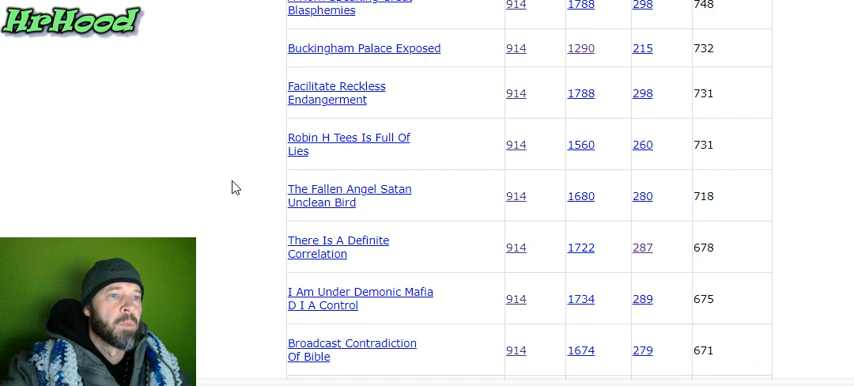 HrHood
Blasphemies 914 1788 298 748
Buckingham Palace Exposed 914 1290 215 732
Facilitate Reckless
Endangerment 914 1788 298 731
Robin H Tees Is Full Of
Lies 914 1560 260 731
The Fallen Angel Satan
Unclean Bird 914 1680 280 718
There Is A Definite
Correlation 914 1722 287 678
I Am Under Demonic Mafia
D I A Control 914 1734 289 675
Broadcast Contradiction
Of Bible 914 1674 279 671